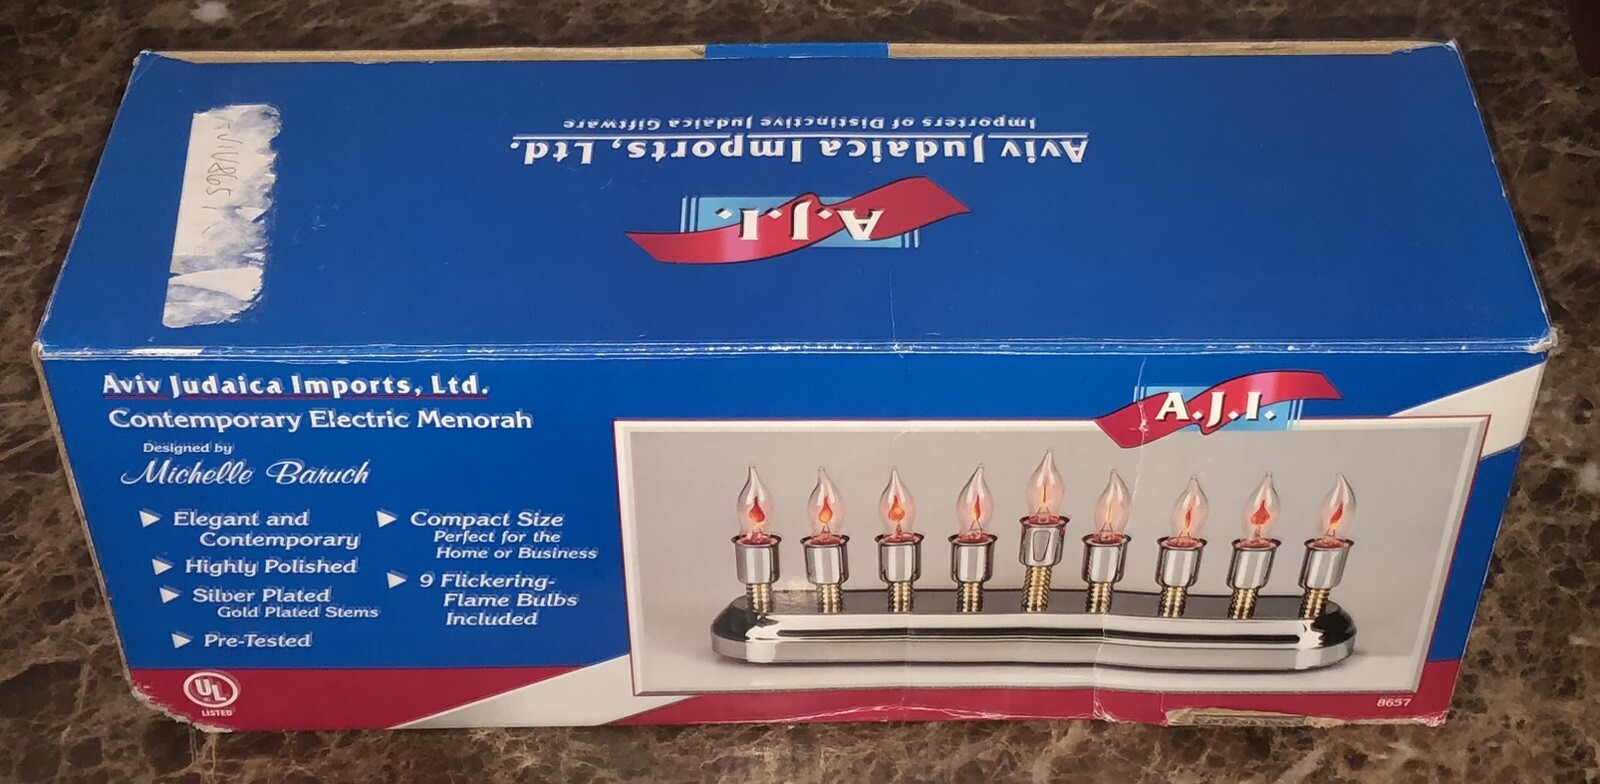 Importers of Distinctive Judaica Giftware
Aviv Judaica Imports, Ltd.
A.J.I.
Aviv Judaica Imports, Ltd.
Contemporary Electric Menorah
Designed by
Michelle Baruch
Elegant and
Contemporary
Highly Polished
Silver Plated
Gold Plated Stems
Pre-Tested
Compact Size
Perfect for the
Home or Business
9 Flickering-
Flame Bulbs
Included
A.J.I.
UL
LISTED
8657